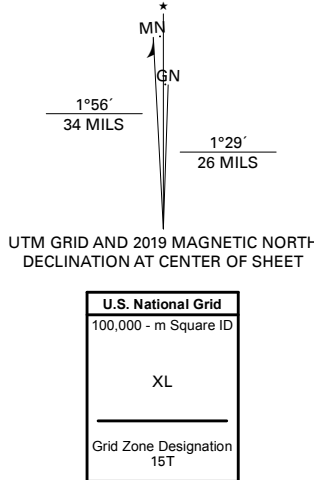 MN
GN
1°56´
34 MILS
1°29´
26 MILS
UTM GRID AND 2019 MAGNETIC NORTH
DECLINATION AT CENTER OF SHEET
U.S. National Grid
100,000 - m Square ID
XL
Grid Zone Designation
15T